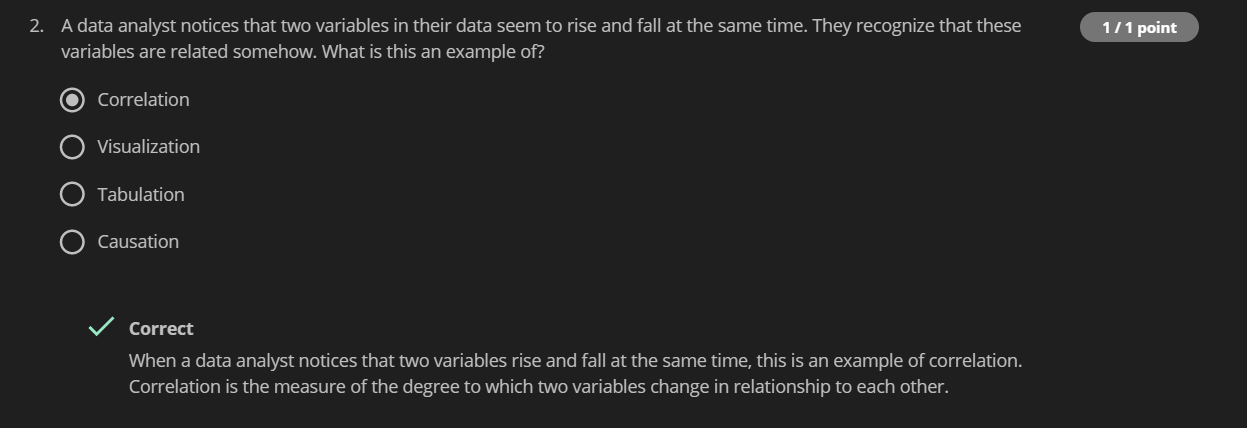 2. A data analyst notices that two variables in their data seem to rise and fall at the same time. They recognize that these
variables are related somehow. What is this an example of?
1 / 1 point
Correlation
Visualization
Tabulation
Causation
Correct
When a data analyst notices that two variables rise and fall at the same time, this is an example of correlation.
Correlation is the measure of the degree to which two variables change in relationship to each other.